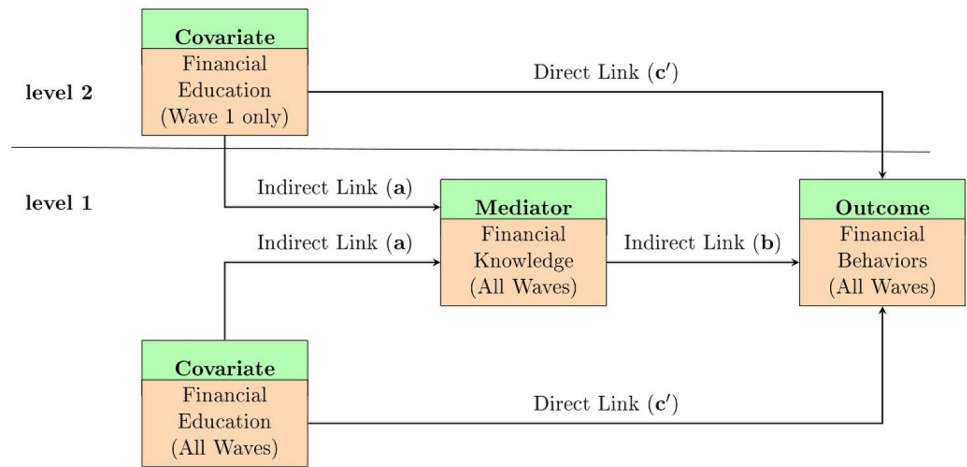 Covariate
Financial
Education
(Wave 1 only)
Direct Link (c′)
level 2
level 1
Indirect Link (a)
Indirect Link (a)
Mediator
Financial
Knowledge
(All Waves)
Indirect Link (b)
Outcome
Financial
Behaviors
(All Waves)
Covariate
Financial
Education
(All Waves)
Direct Link (c′)